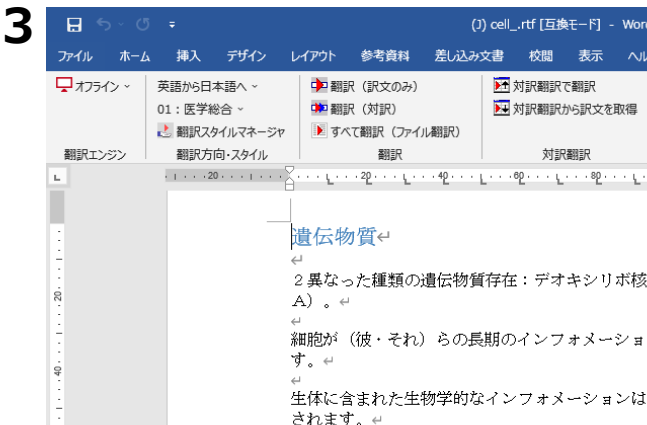 3
(J) cell_.rtf [互換モード] - Word
ファイル ホーム 挿入 デザイン レイアウト 参考資料 差し込み文書 校閲 表示 ヘル
オフライン 英語から日本語へ 翻訳（訳文のみ） 対訳翻訳で翻訳
01：医学総合 翻訳（対訳） 対訳翻訳から訳文を取得
翻訳スタイルマネージャ すべて翻訳（ファイル翻訳）
翻訳エンジン 翻訳方向・スタイル 翻訳 対訳翻訳
20 20 40 60 80
遺伝物質
２異なった種類の遺伝物質存在：デオキシリボ核
Ａ）。
20
細胞が（彼・それ）らの長期のインフォメーショ
す。
40
生体に含まれた生物学的なインフォメーションは
されます。